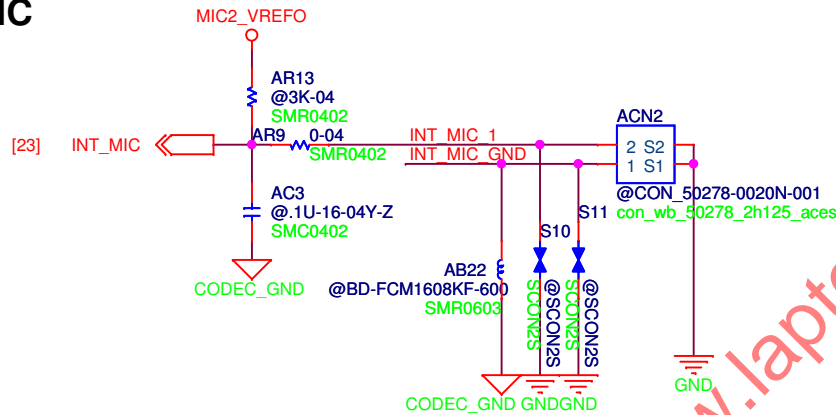 IC
MIC2_VREFO
AR13
@3K-04
SMR0402
[23]
INT_MIC
AR9
0-04
SMR0402
INT_MIC_1
INT_MIC_GND
ACN2
2 S2
1 S1
@CON_50278-0020N-001
con_wb_50278_2h125_aces
AC3
@.1U-16-04Y-Z
SMC0402
CODEC_GND
S10
S11
AB22
@BD-FCM1608KF-600
SMR0603
SCON2S
@SCON2S
SCON2S
@SCON2S
CODEC_GND
GND
GND
GND
w.lapto